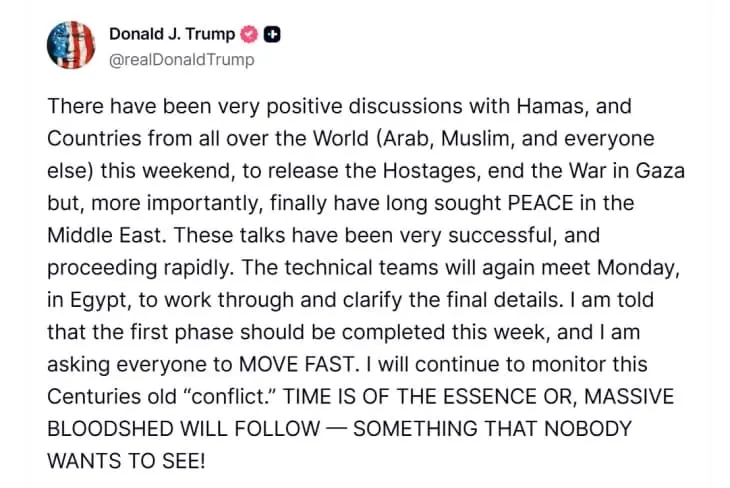 Donald J. Trump
@realDonaldTrump
There have been very positive discussions with Hamas, and
Countries from all over the World (Arab, Muslim, and everyone
else) this weekend, to release the Hostages, end the War in Gaza
but, more importantly, finally have long sought PEACE in the
Middle East. These talks have been very successful, and
proceeding rapidly. The technical teams will again meet Monday,
in Egypt, to work through and clarify the final details. I am told
that the first phase should be completed this week, and I am
asking everyone to MOVE FAST. I will continue to monitor this
Centuries old “conflict.” TIME IS OF THE ESSENCE OR, MASSIVE
BLOODSHED WILL FOLLOW — SOMETHING THAT NOBODY
WANTS TO SEE!